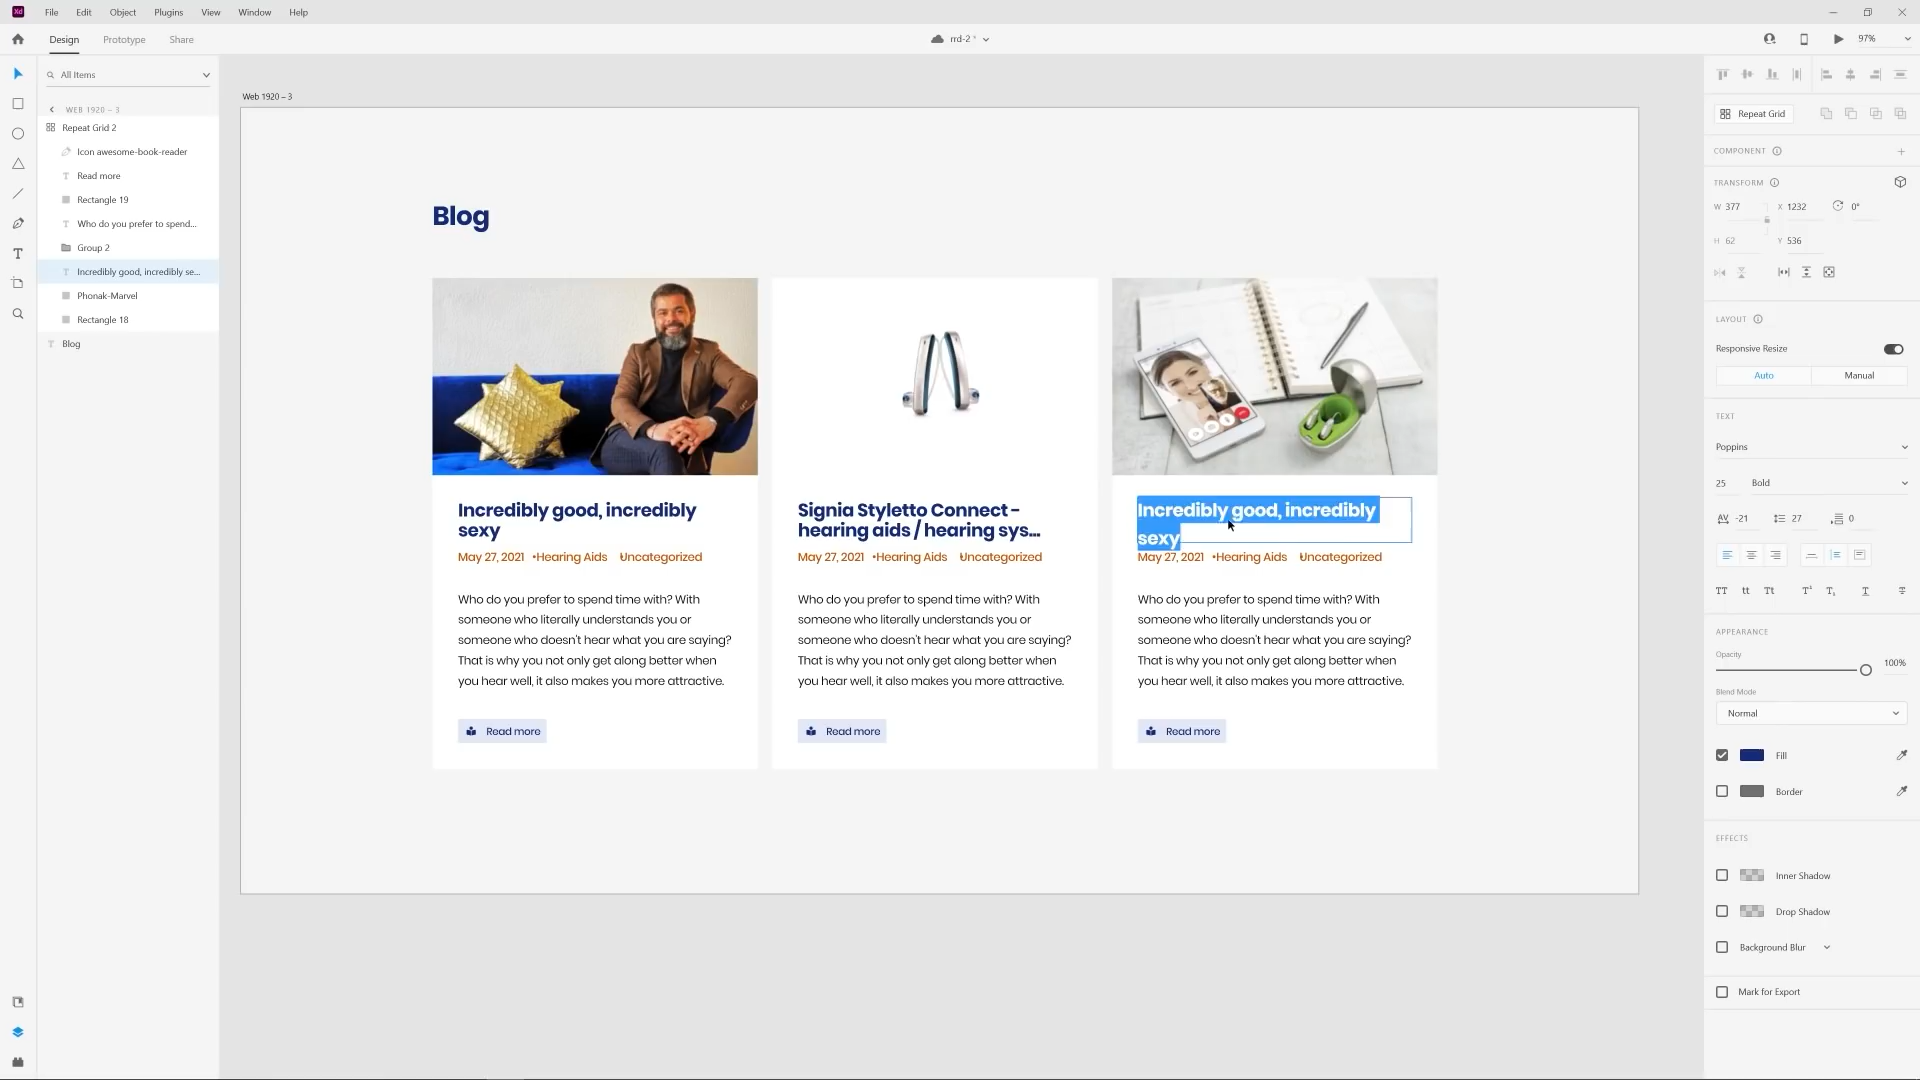 Xd File Edit Object Plugins View Window Help
Design Prototype Share
rrd-2 *
97%
All Items
WEB 1920 – 3
Repeat Grid 2
Icon awesome-book-reader
Read more
Rectangle 19
Who do you prefer to spend...
Group 2
Incredibly good, incredibly se...
Phonak-Marvel
Rectangle 18
Blog
Web 1920 – 3
Blog
Incredibly good, incredibly
sexy
May 27, 2021 •Hearing Aids Uncategorized
Who do you prefer to spend time with? With
someone who literally understands you or
someone who doesn't hear what you are saying?
That is why you not only get along better when
you hear well, it also makes you more attractive.
Read more
Signia Styletto Connect -
hearing aids / hearing sys...
May 27, 2021 •Hearing Aids Uncategorized
Who do you prefer to spend time with? With
someone who literally understands you or
someone who doesn't hear what you are saying?
That is why you not only get along better when
you hear well, it also makes you more attractive.
Read more
Incredibly good, incredibly
sexy
May 27, 2021 •Hearing Aids Uncategorized
Who do you prefer to spend time with? With
someone who literally understands you or
someone who doesn't hear what you are saying?
That is why you not only get along better when
you hear well, it also makes you more attractive.
Read more
Repeat Grid
COMPONENT
TRANSFORM
W 377 X 1232 0°
H 62 Y 536
LAYOUT
Responsive Resize
Auto Manual
TEXT
Poppins
25 Bold
AV -21 27 0
TT tt Tt T¹ T₁ T T
APPEARANCE
Opacity
100%
Blend Mode
Normal
Fill
Border
EFFECTS
Inner Shadow
Drop Shadow
Background Blur
Mark for Export